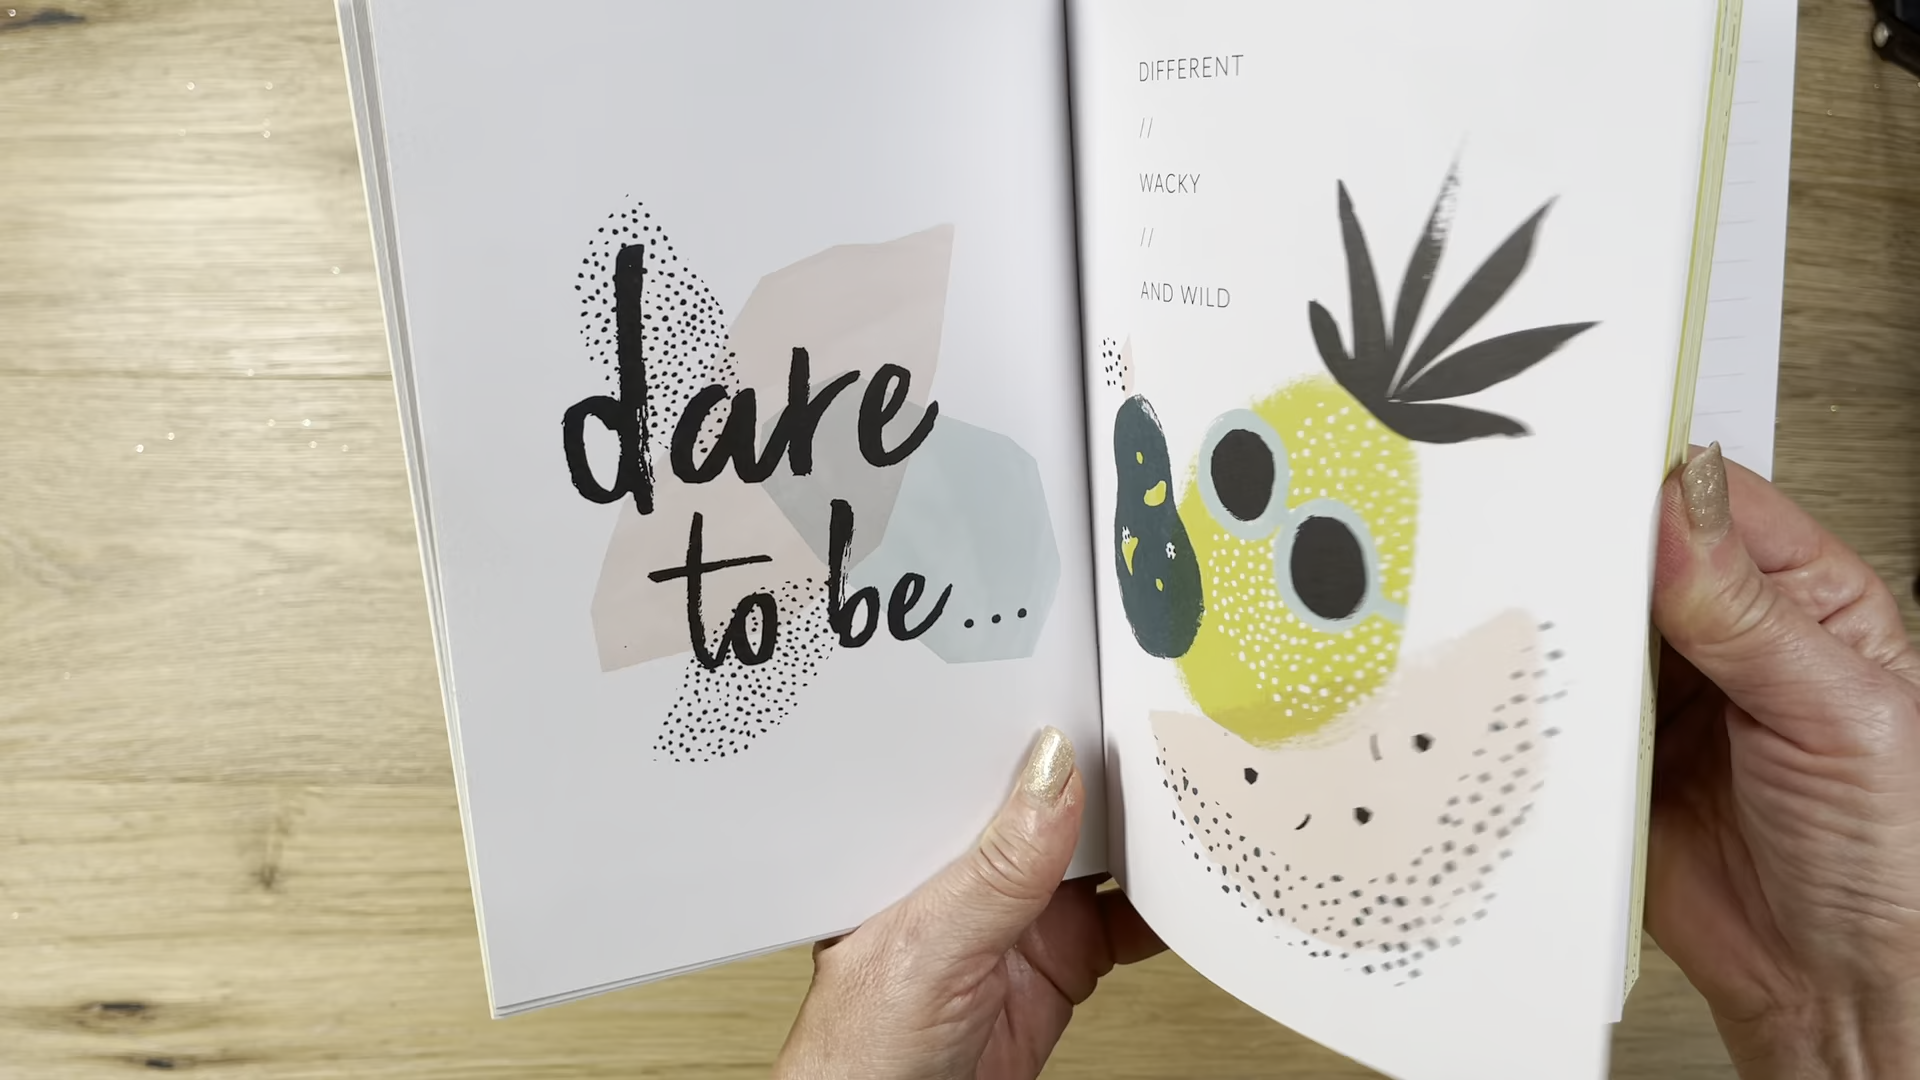 dare
to be...
DIFFERENT
//
WACKY
//
AND WILD